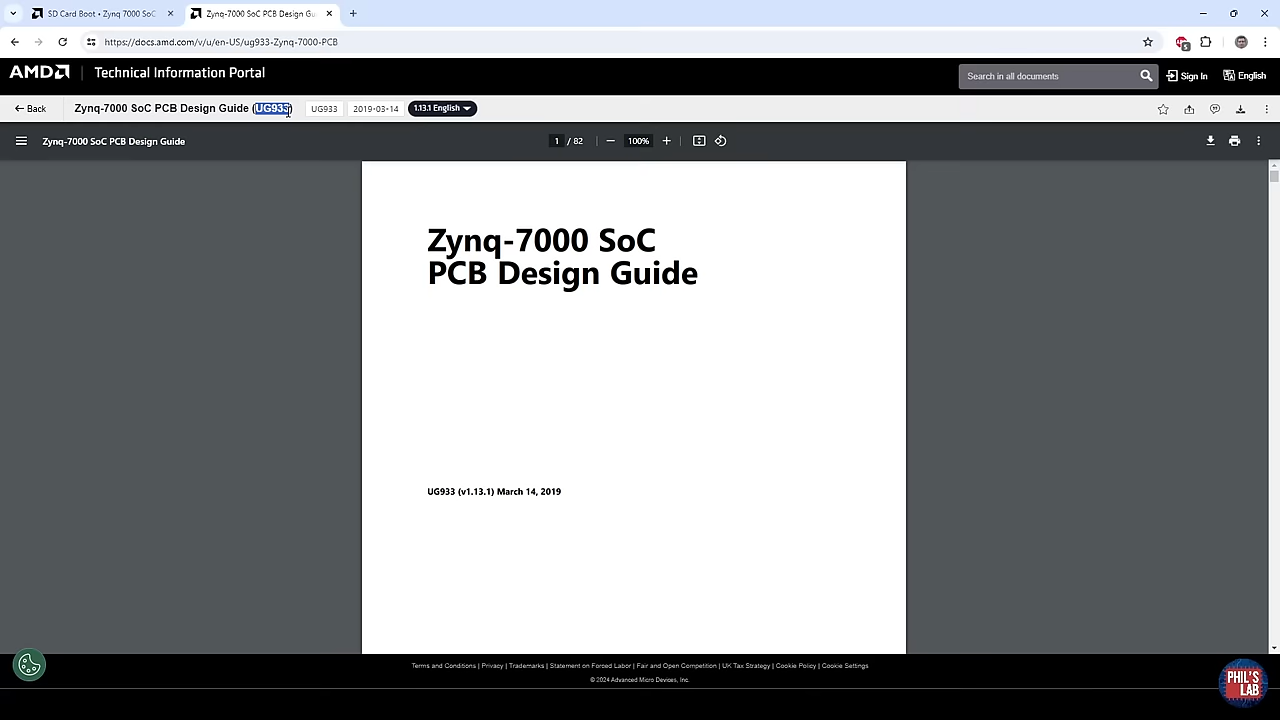 SD Card Boot • Zynq 7000 SoC
Zynq-7000 SoC PCB Design Gu
https://docs.amd.com/v/u/en-US/ug933-Zynq-7000-PCB
AMD
Technical Information Portal
Search in all documents
Sign In
English
Back
Zynq-7000 SoC PCB Design Guide (UG933)
UG933
2019-03-14
1.13.1 English
Zynq-7000 SoC PCB Design Guide
1 / 82
100%
Zynq-7000 SoC
PCB Design Guide
UG933 (v1.13.1) March 14, 2019
Terms and Conditions | Privacy | Trademarks | Statement on Forced Labor | Fair and Open Competition | UK Tax Strategy | Cookie Policy | Cookie Settings
© 2024 Advanced Micro Devices, Inc.
PHIL'S
LAB